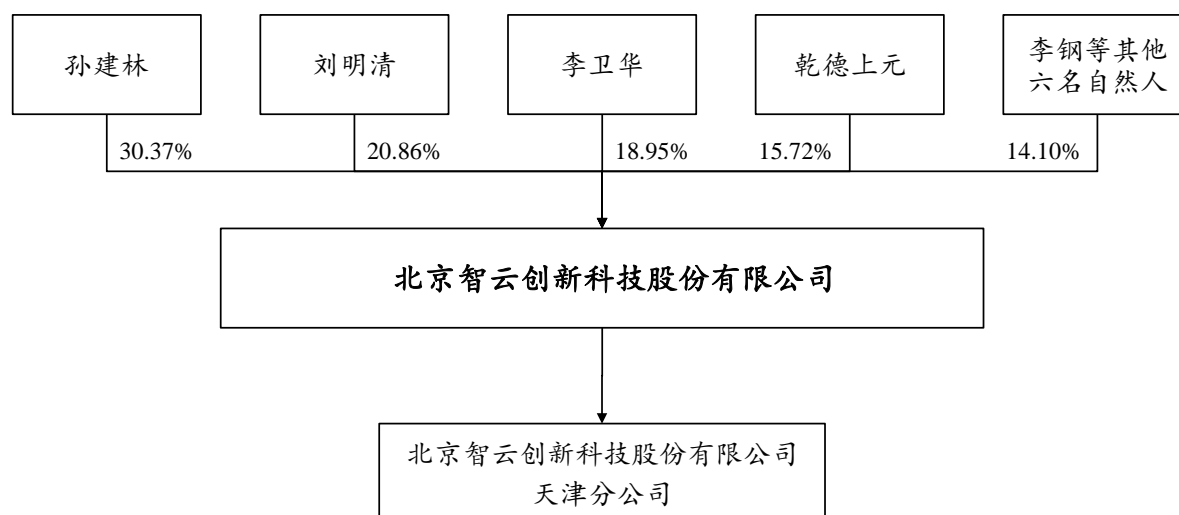 孙建林
刘明清
李卫华
乾德上元
李钢等其他
六名自然人
30.37%
20.86%
18.95%
15.72%
14.10%
北京智云创新科技股份有限公司
北京智云创新科技股份有限公司
天津分公司